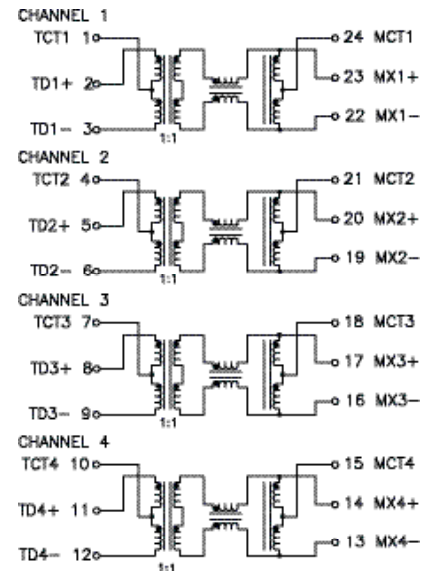 CHANNEL 1
TCT1 1 24 MCT1
TD1+ 2 23 MX1+
TD1- 3 22 MX1-
1:1
CHANNEL 2
TCT2 4 21 MCT2
TD2+ 5 20 MX2+
TD2- 6 19 MX2-
1:1
CHANNEL 3
TCT3 7 18 MCT3
TD3+ 8 17 MX3+
TD3- 9 16 MX3-
1:1
CHANNEL 4
TCT4 10 15 MCT4
TD4+ 11 14 MX4+
TD4- 12 13 MX4-
1:1